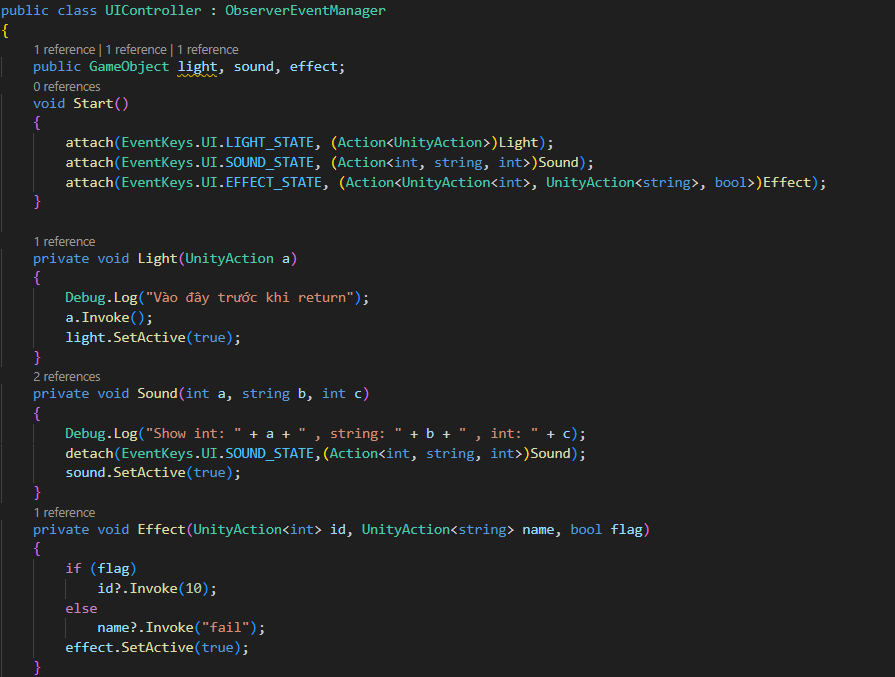 public class UIController : ObserverEventManager
{
1 reference | 1 reference | 1 reference
public GameObject light, sound, effect;
0 references
void Start()
{
attach(EventKeys.UI.LIGHT_STATE, (Action<UnityAction>)Light);
attach(EventKeys.UI.SOUND_STATE, (Action<int, string, int>)Sound);
attach(EventKeys.UI.EFFECT_STATE, (Action<UnityAction<int>, UnityAction<string>, bool>)Effect);
}
1 reference
private void Light(UnityAction a)
{
Debug.Log("Vào đây trước khi return");
a.Invoke();
light.SetActive(true);
}
2 references
private void Sound(int a, string b, int c)
{
Debug.Log("Show int: " + a + " , string: " + b + " , int: " + c);
detach(EventKeys.UI.SOUND_STATE,(Action<int, string, int>)Sound);
sound.SetActive(true);
}
1 reference
private void Effect(UnityAction<int> id, UnityAction<string> name, bool flag)
{
if (flag)
id?.Invoke(10);
else
name?.Invoke("fail");
effect.SetActive(true);
}